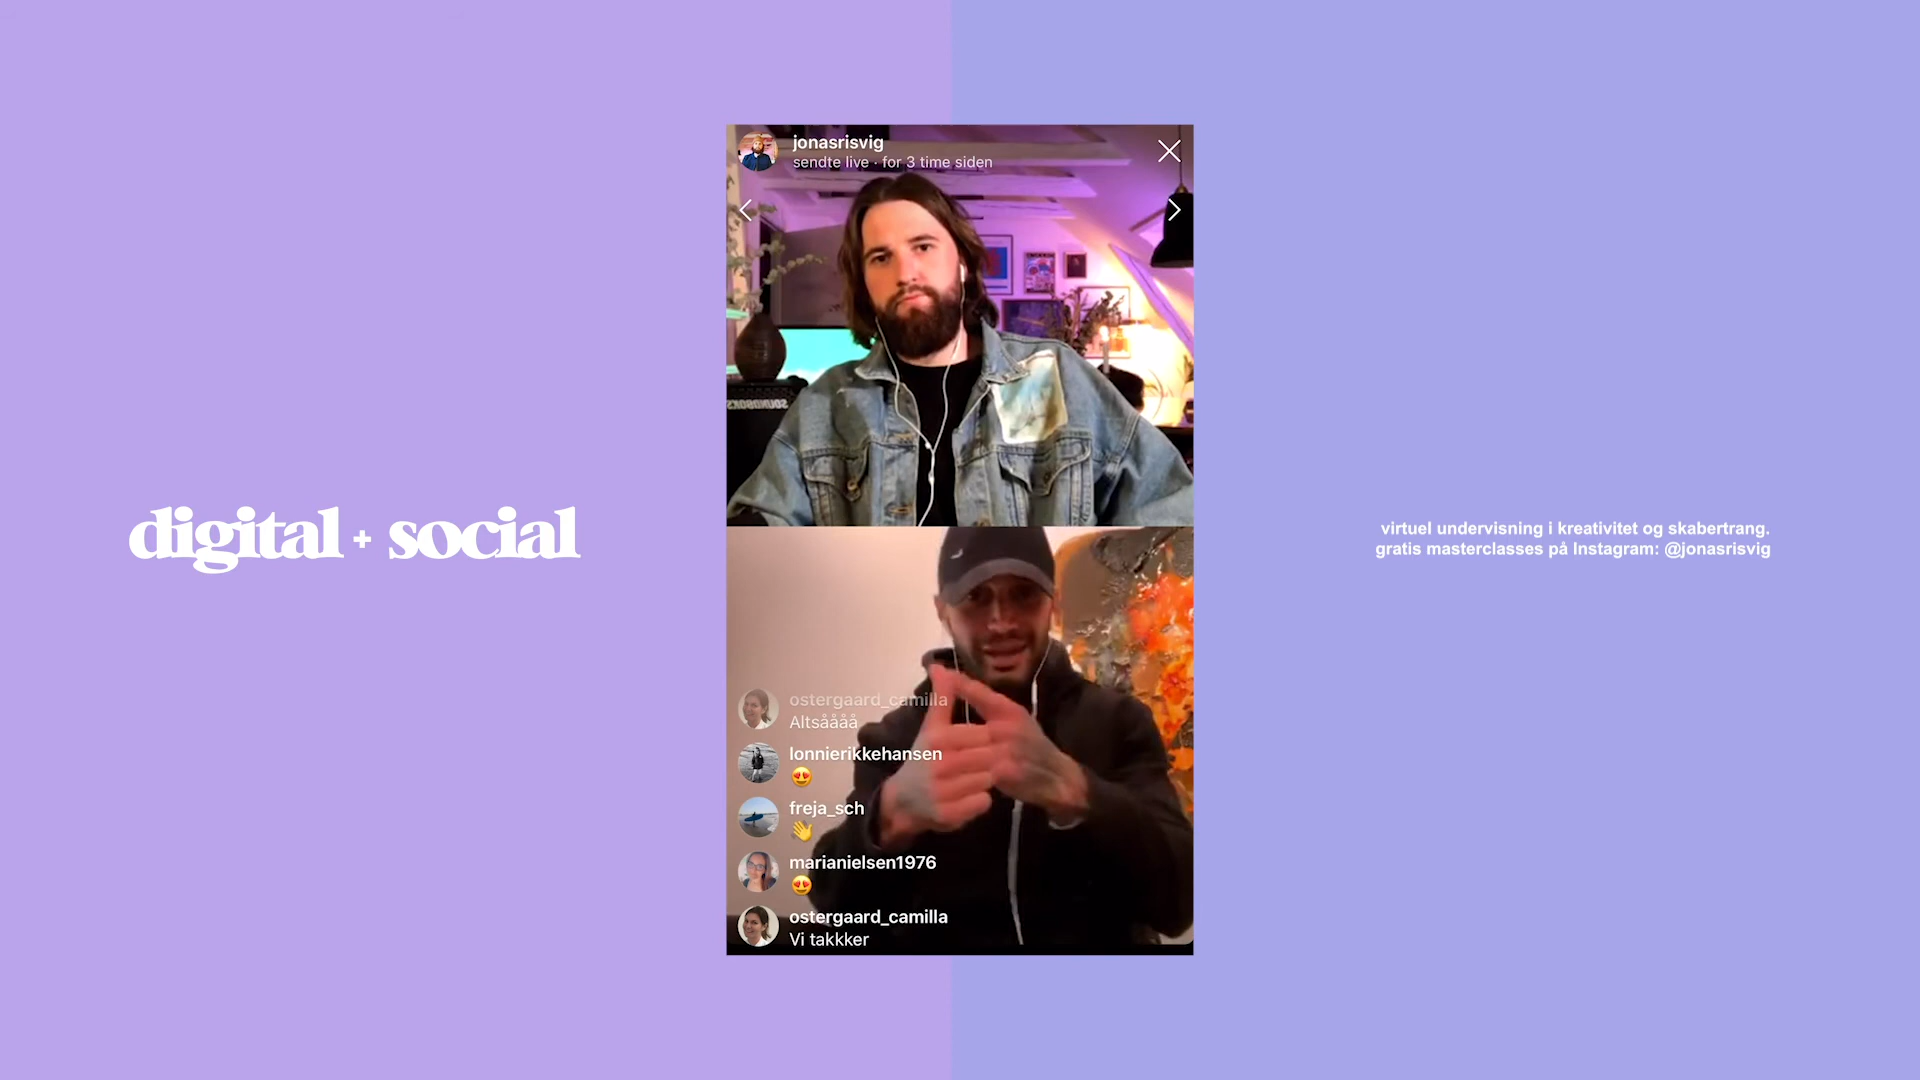 jonasrisvig
sendte live · for 3 time siden
SOUNDBOKS
digital + social
virtuel undervisning i kreativitet og skabertrang.
gratis masterclasses på Instagram: @jonasrisvig
ostergaard_camilla
Altsåååå
lonnierikkehansen
😍
freja_sch
👋
marianielsen1976
😍
ostergaard_camilla
Vi takkker